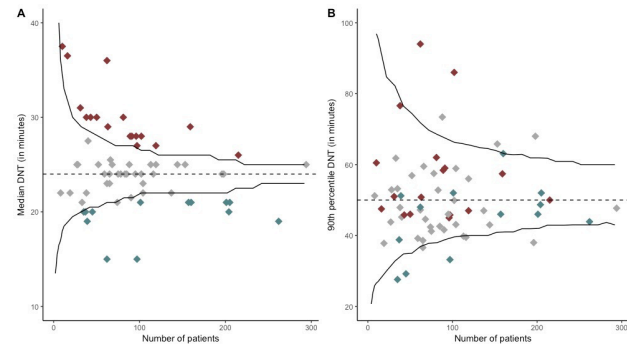 A
40
30
20
10
Median DNT (in minutes)
0
100
200
300
Number of patients
B
100
80
60
40
20
90th percentile DNT (in minutes)
0
100
200
300
Number of patients